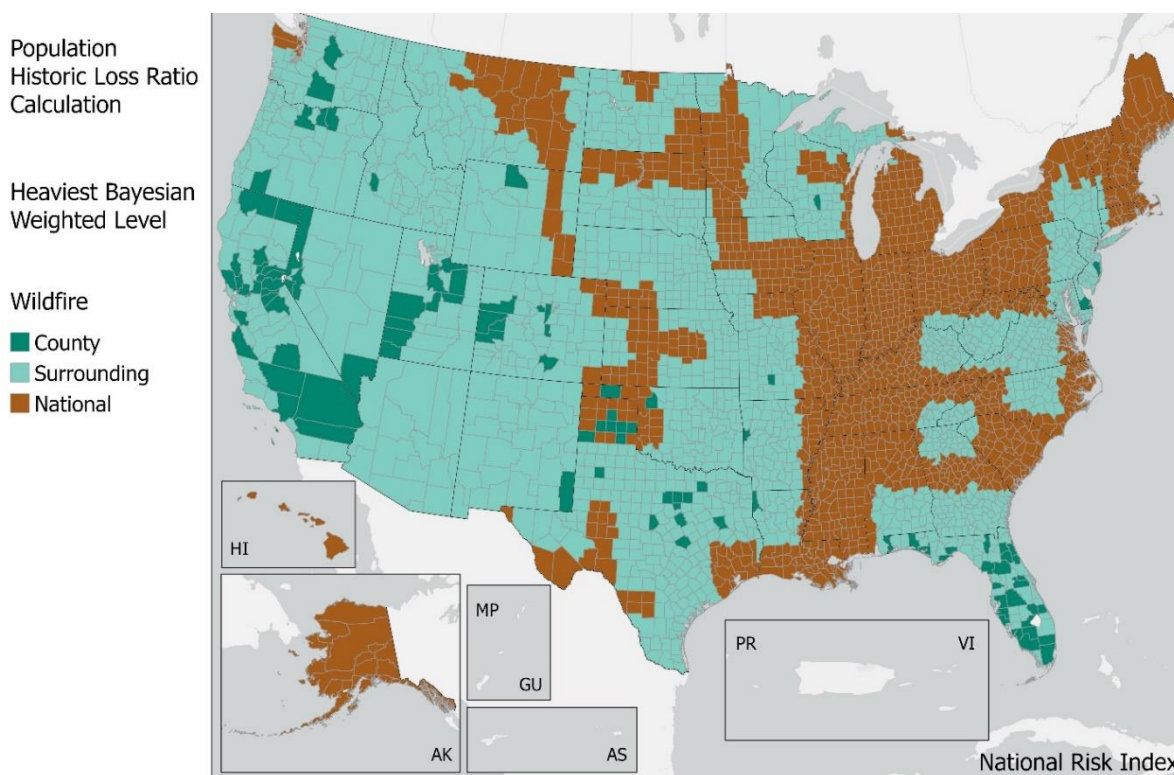 Population
Historic Loss Ratio
Calculation
Heaviest Bayesian
Weighted Level
Wildfire
County
Surrounding
National
HI
MP
GU
PR
VI
AK
AS
National Risk Index